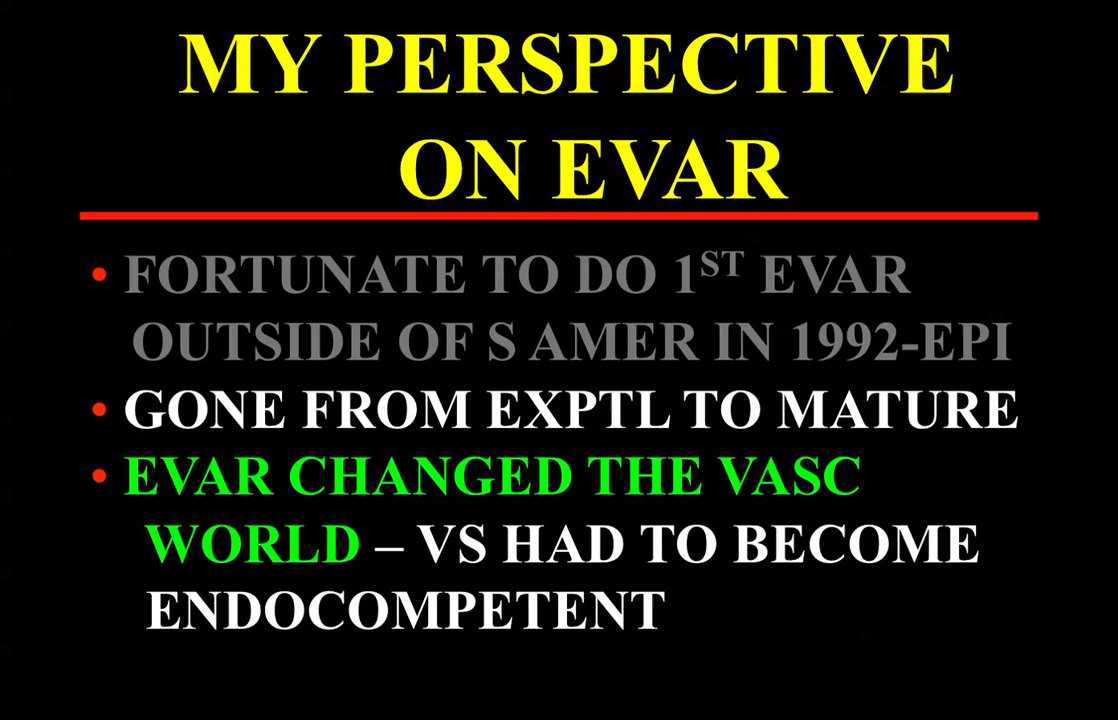 MY PERSPECTIVE
ON EVAR
• FORTUNATE TO DO 1ST EVAR
OUTSIDE OF S AMER IN 1992-EPI
• GONE FROM EXPTL TO MATURE
• EVAR CHANGED THE VASC
WORLD – VS HAD TO BECOME
ENDOCOMPETENT